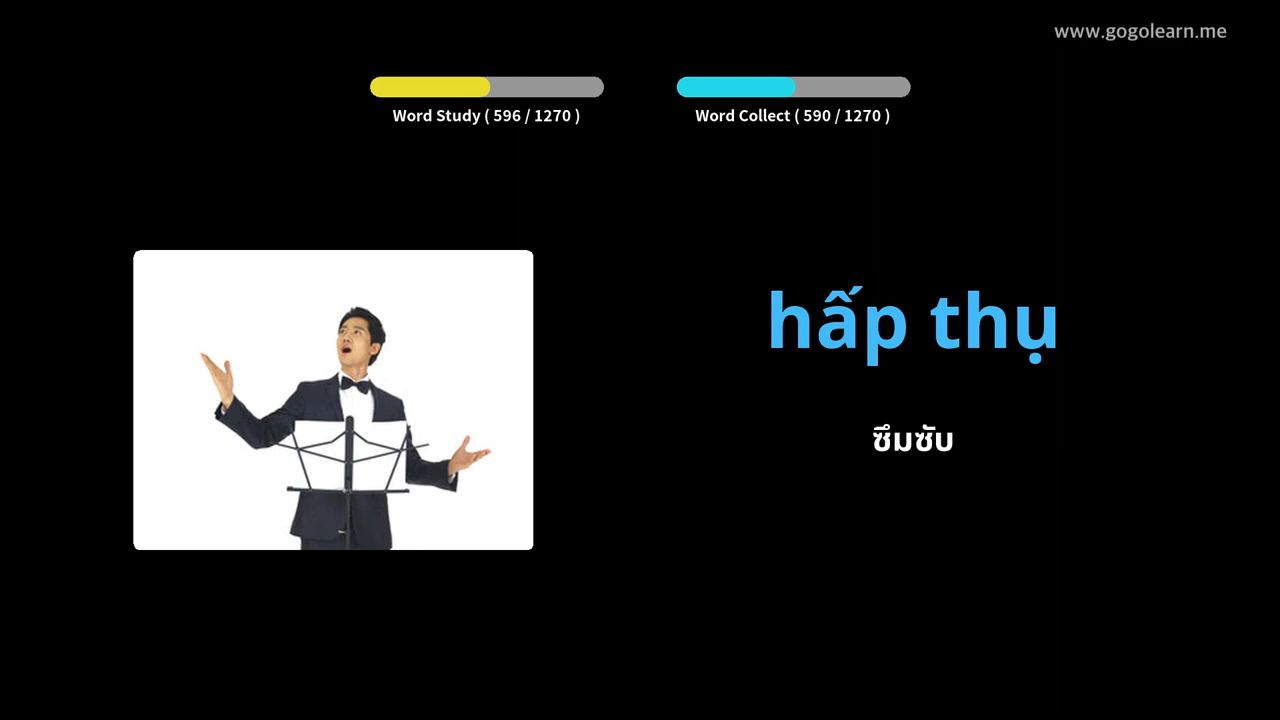 www.gogolearn.me
Word Study ( 596 / 1270 )
Word Collect ( 590 / 1270 )
hấp thụ
ซึมซับ